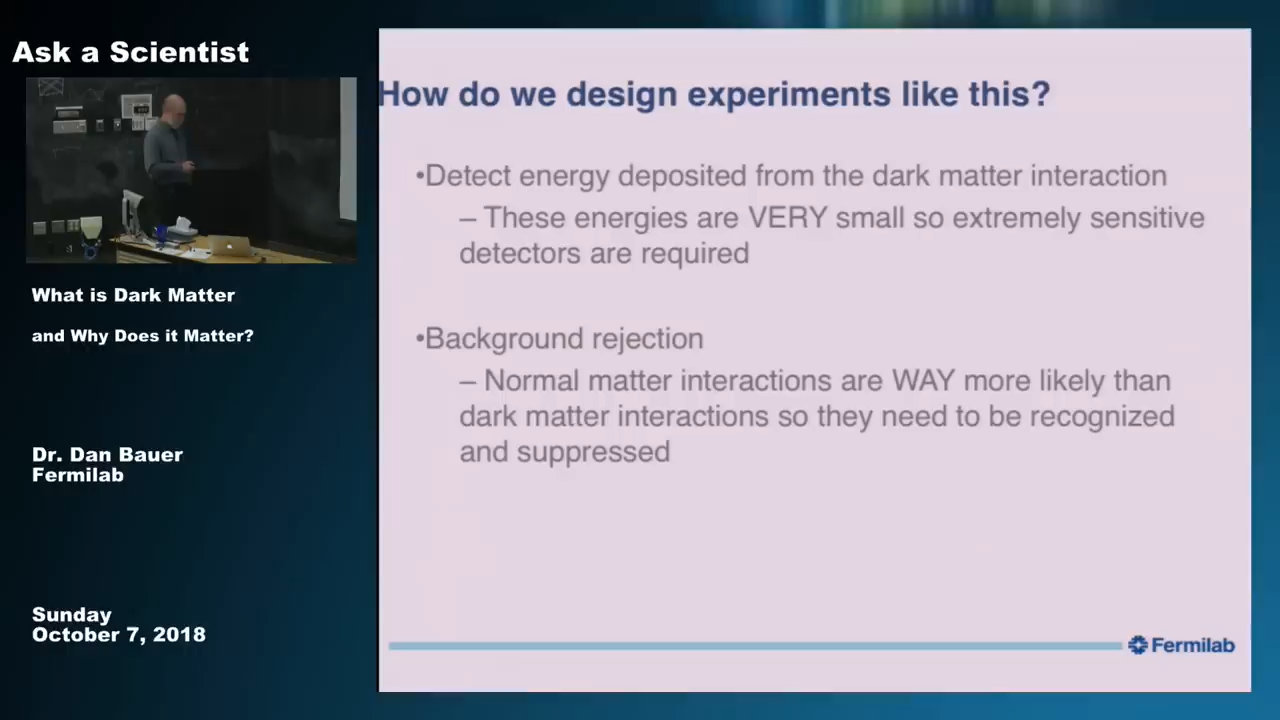 Ask a Scientist
What is Dark Matter
and Why Does it Matter?
Dr. Dan Bauer
Fermilab
Sunday
October 7, 2018
How do we design experiments like this?
•Detect energy deposited from the dark matter interaction
– These energies are VERY small so extremely sensitive
detectors are required
•Background rejection
– Normal matter interactions are WAY more likely than
dark matter interactions so they need to be recognized
and suppressed
Fermilab